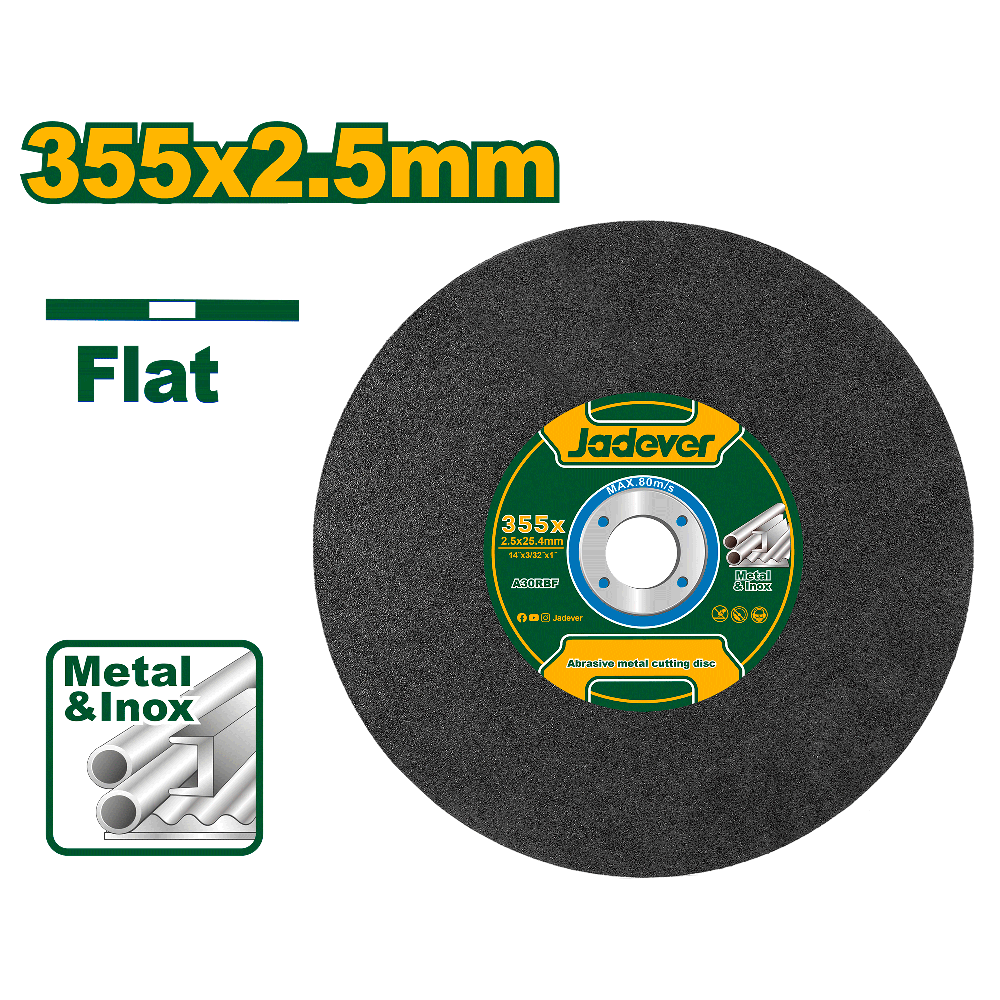 355x2.5mm
Flat
Jadever
MAX.80m/s
355x
2.5x25.4mm
14"x3/32"x1"
A30RBF
Jadever
Metal
& Inox
Abrasive metal cutting disc
Metal
&Inox